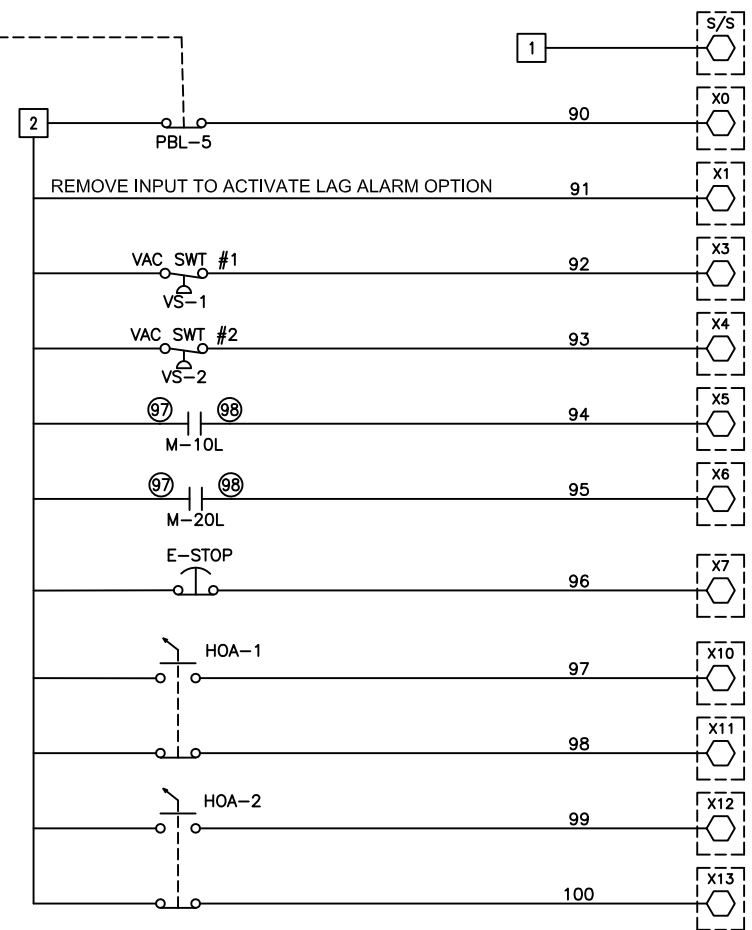 1 S/S
2 PBL-5 90 X0
REMOVE INPUT TO ACTIVATE LAG ALARM OPTION 91 X1
VAC SWT #1 92 X3
VS-1
VAC SWT #2 93 X4
VS-2
97 98 94 X5
M-10L
97 98 95 X6
M-20L
E-STOP 96 X7
HOA-1 97 X10
98 X11
HOA-2 99 X12
100 X13